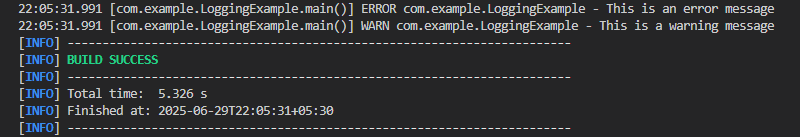 22:05:31.991 [com.example.LoggingExample.main()] ERROR com.example.LoggingExample - This is an error message
22:05:31.991 [com.example.LoggingExample.main()] WARN com.example.LoggingExample - This is a warning message
[INFO] ------------------------------------------------------------------------
[INFO] BUILD SUCCESS
[INFO] ------------------------------------------------------------------------
[INFO] Total time:  5.326 s
[INFO] Finished at: 2025-06-29T22:05:31+05:30
[INFO] ------------------------------------------------------------------------